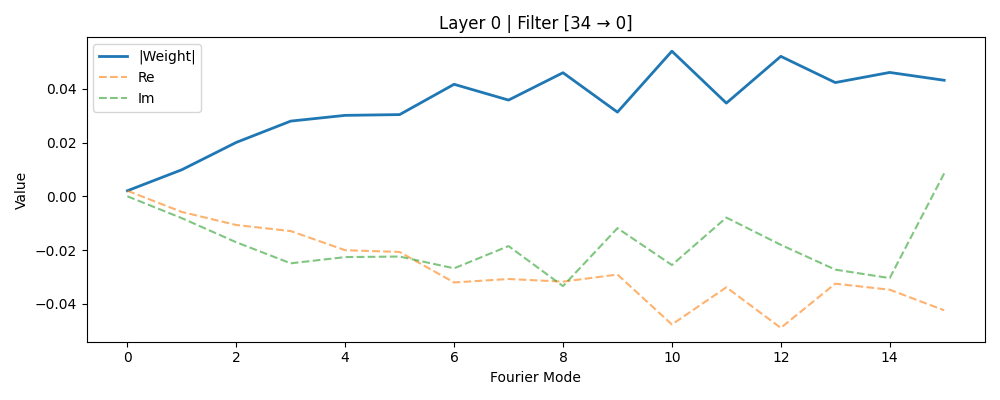 Layer 0 | Filter [34 → 0]
|Weight|
Re
Im
0.04
0.02
0.00
−0.02
−0.04
Value
0 2 4 6 8 10 12 14
Fourier Mode